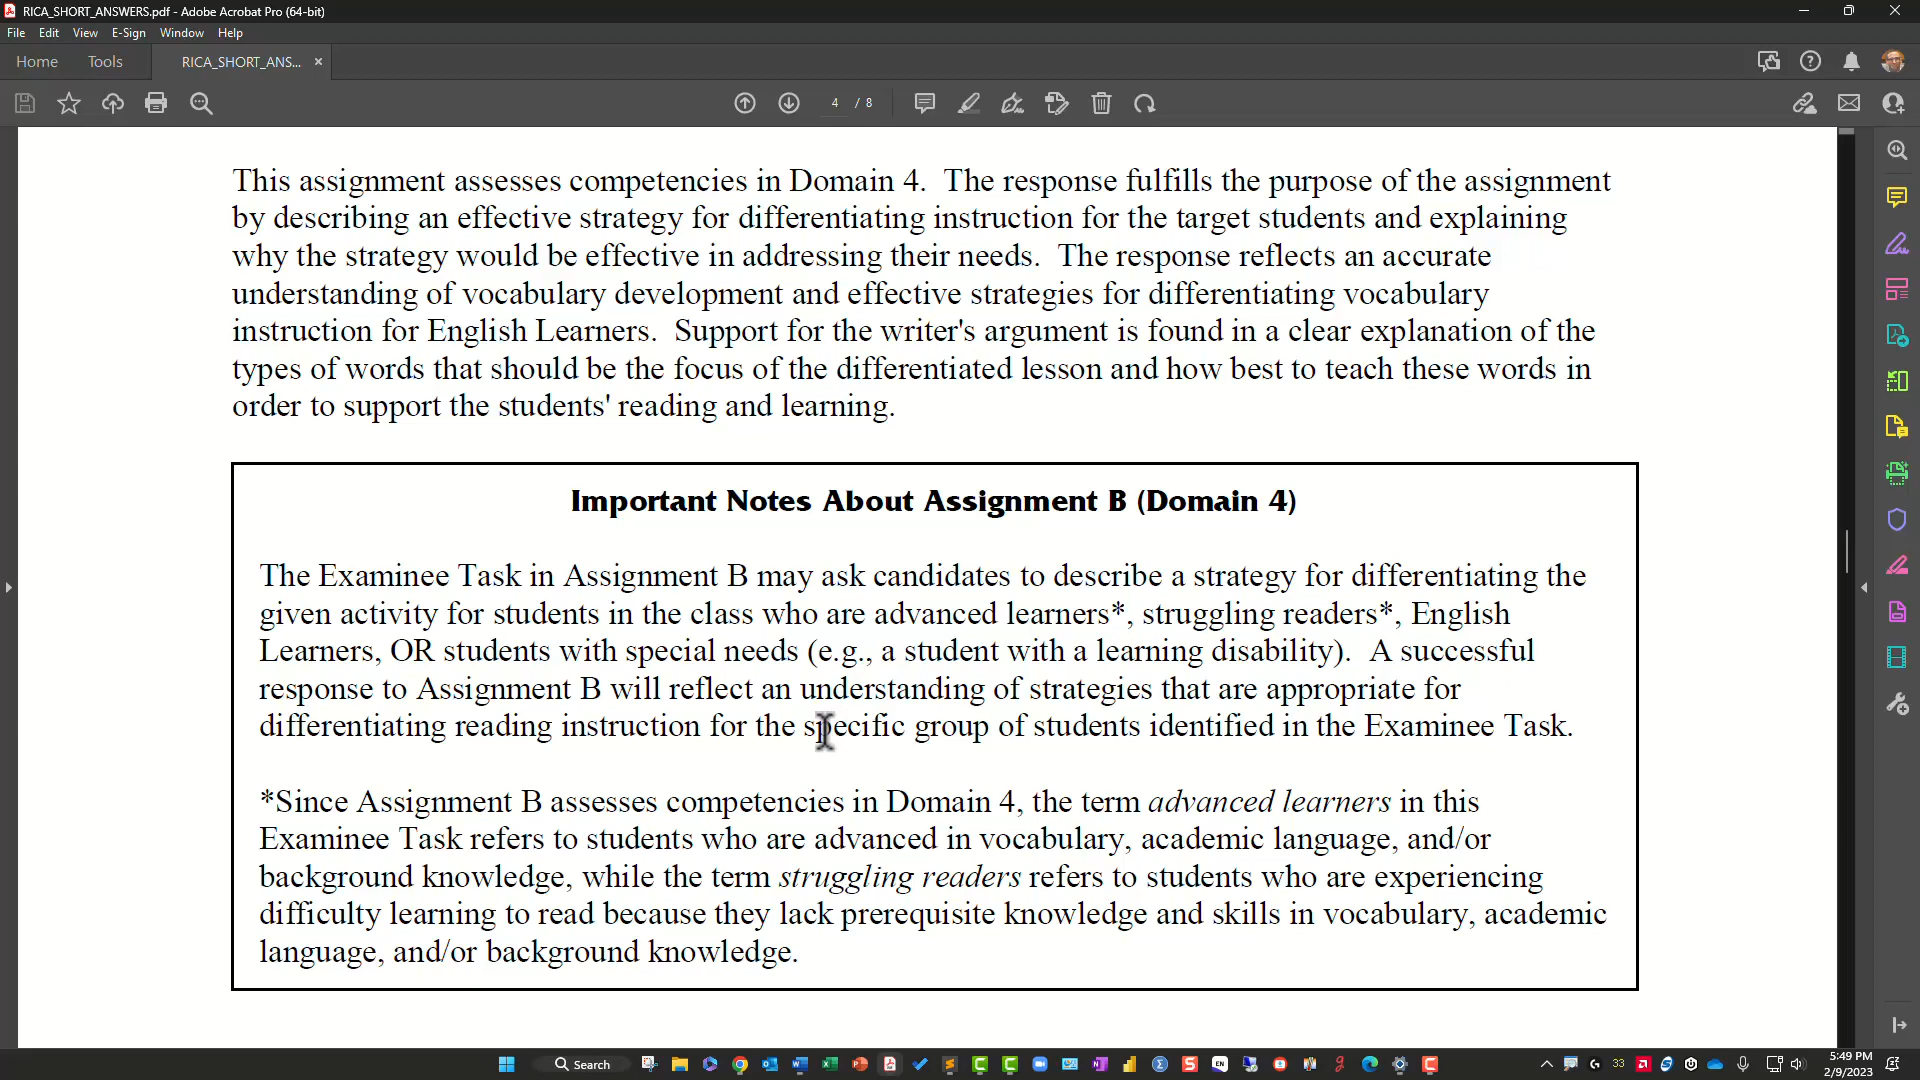 RICA_SHORT_ANSWERS.pdf - Adobe Acrobat Pro (64-bit)
File Edit View E-Sign Window Help
Home Tools RICA_SHORT_ANS... ×
4 / 8
This assignment assesses competencies in Domain 4. The response fulfills the purpose of the assignment
by describing an effective strategy for differentiating instruction for the target students and explaining
why the strategy would be effective in addressing their needs. The response reflects an accurate
understanding of vocabulary development and effective strategies for differentiating vocabulary
instruction for English Learners. Support for the writer's argument is found in a clear explanation of the
types of words that should be the focus of the differentiated lesson and how best to teach these words in
order to support the students' reading and learning.
Important Notes About Assignment B (Domain 4)
The Examinee Task in Assignment B may ask candidates to describe a strategy for differentiating the
given activity for students in the class who are advanced learners*, struggling readers*, English
Learners, OR students with special needs (e.g., a student with a learning disability). A successful
response to Assignment B will reflect an understanding of strategies that are appropriate for
differentiating reading instruction for the specific group of students identified in the Examinee Task.
*Since Assignment B assesses competencies in Domain 4, the term advanced learners in this
Examinee Task refers to students who are advanced in vocabulary, academic language, and/or
background knowledge, while the term struggling readers refers to students who are experiencing
difficulty learning to read because they lack prerequisite knowledge and skills in vocabulary, academic
language, and/or background knowledge.
Search
33
5:49 PM
2/9/2023